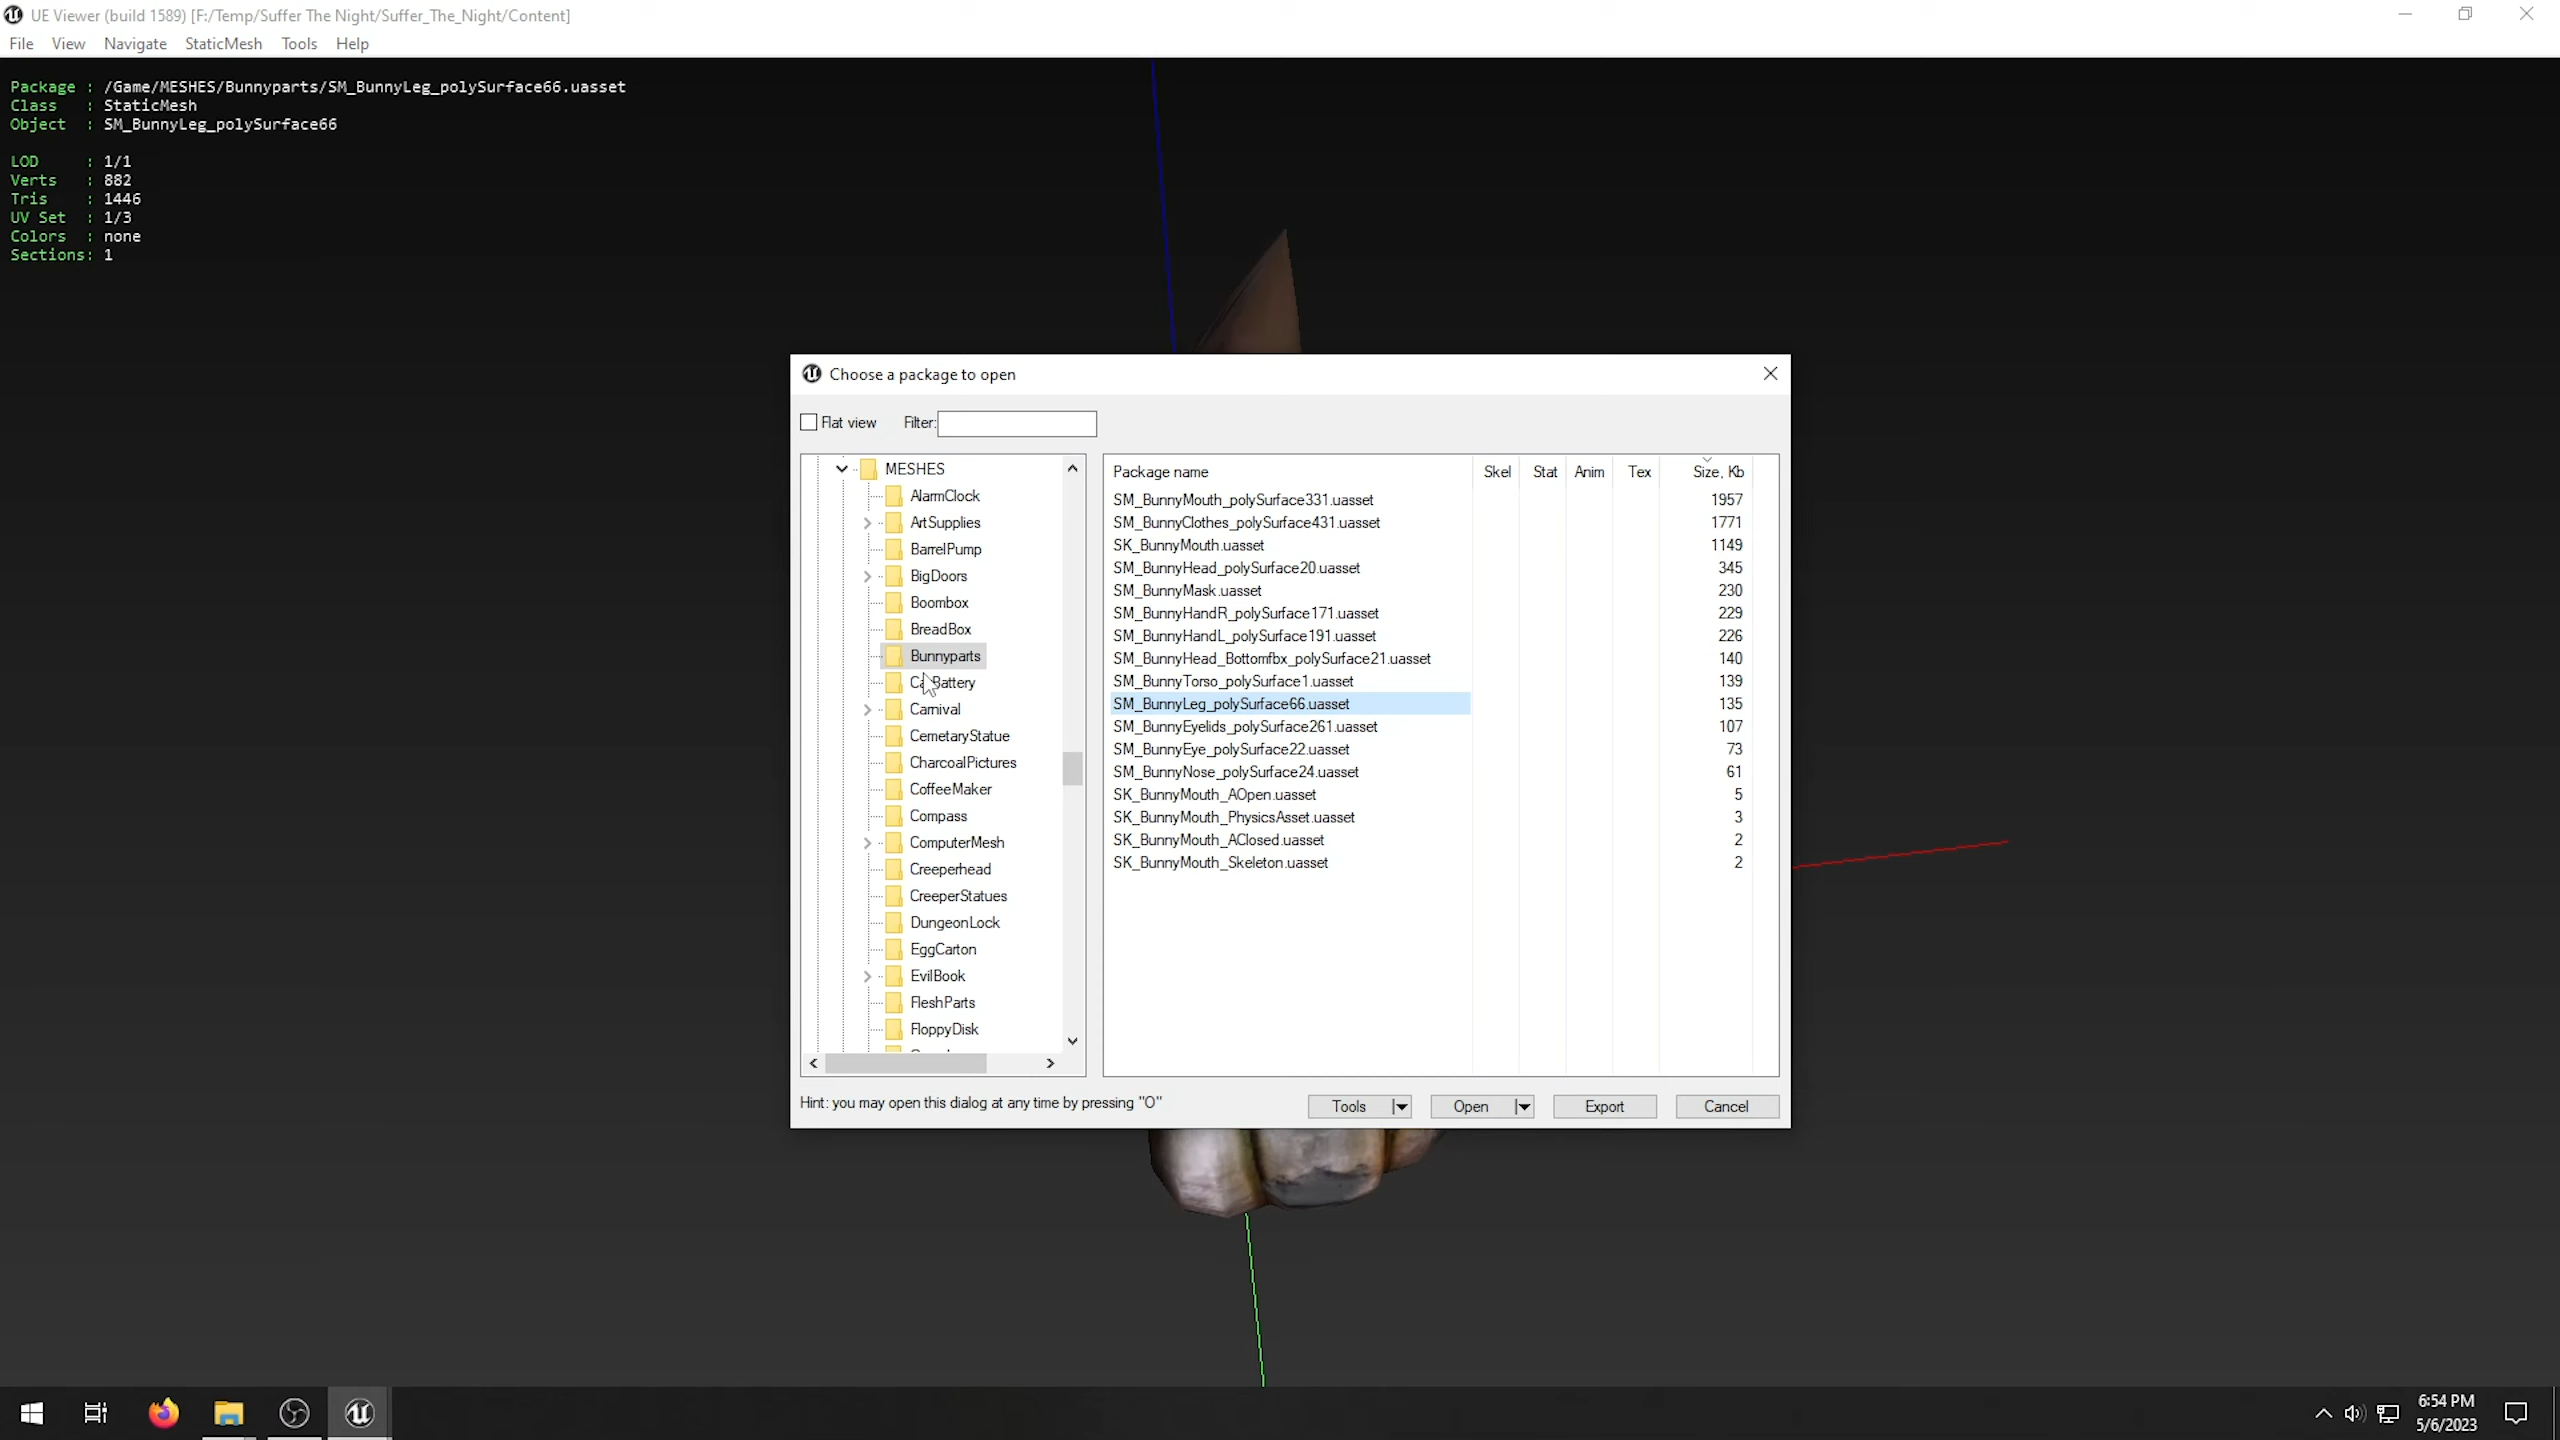 UE Viewer (build 1589) [F:/Temp/Suffer The Night/Suffer_The_Night/Content]
File View Navigate StaticMesh Tools Help
Package : /Game/MESHES/Bunnyparts/SM_BunnyLeg_polySurface66.uasset
Class : StaticMesh
Object : SM_BunnyLeg_polySurface66
LOD : 1/1
Verts : 882
Tris : 1446
UV Set : 1/3
Colors : none
Sections: 1
Choose a package to open
Flat view Filter:
MESHES
AlarmClock
ArtSupplies
BarrelPump
BigDoors
Boombox
BreadBox
Bunnyparts
CarBattery
Carnival
CemetaryStatue
CharcoalPictures
CoffeeMaker
Compass
ComputerMesh
Creeperhead
CreeperStatues
DungeonLock
EggCarton
EvilBook
FleshParts
FloppyDisk
Package name Skel Stat Anim Tex Size, Kb
SM_BunnyMouth_polySurface331.uasset 1957
SM_BunnyClothes_polySurface431.uasset 1771
SK_BunnyMouth.uasset 1149
SM_BunnyHead_polySurface20.uasset 345
SM_BunnyMask.uasset 230
SM_BunnyHandR_polySurface171.uasset 229
SM_BunnyHandL_polySurface191.uasset 226
SM_BunnyHead_Bottomfbx_polySurface21.uasset 140
SM_BunnyTorso_polySurface1.uasset 139
SM_BunnyLeg_polySurface66.uasset 135
SM_BunnyEyelids_polySurface261.uasset 107
SM_BunnyEye_polySurface22.uasset 73
SM_BunnyNose_polySurface24.uasset 61
SK_BunnyMouth_AOpen.uasset 5
SK_BunnyMouth_PhysicsAsset.uasset 3
SK_BunnyMouth_AClosed.uasset 2
SK_BunnyMouth_Skeleton.uasset 2
Hint: you may open this dialog at any time by pressing "O"
Tools Open Export Cancel
6:54 PM
5/6/2023